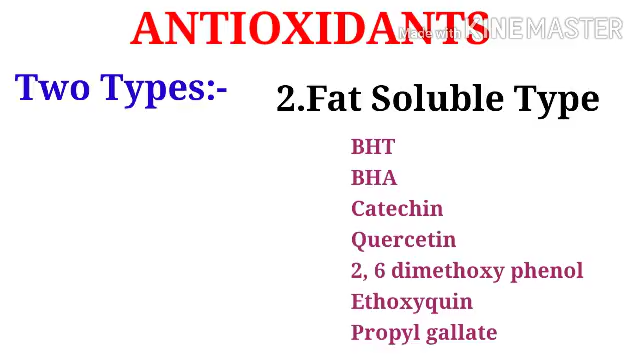 ANTIOXIDANTS
Made with KINEMASTER
Two Types:-
2.Fat Soluble Type
BHT
BHA
Catechin
Quercetin
2, 6 dimethoxy phenol
Ethoxyquin
Propyl gallate